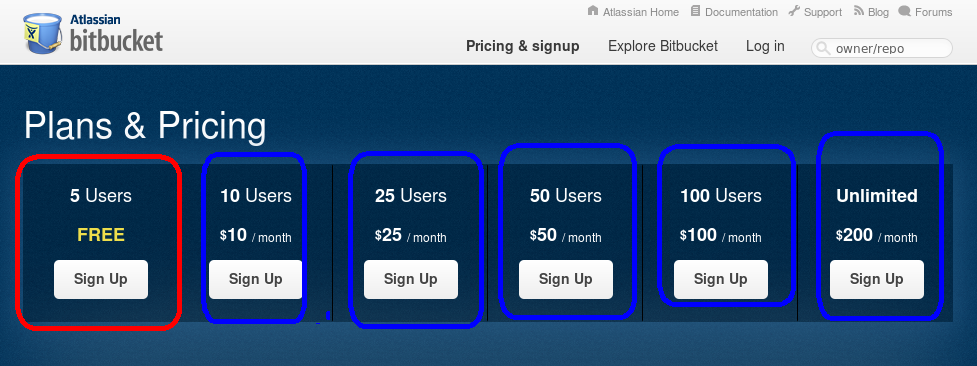 Atlassian Home Documentation Support Blog Forums
Atlassian
bitbucket
Pricing & signup Explore Bitbucket Log in owner/repo
Plans & Pricing
5 Users 10 Users 25 Users 50 Users 100 Users Unlimited
FREE $10 / month $25 / month $50 / month $100 / month $200 / month
Sign Up Sign Up Sign Up Sign Up Sign Up Sign Up